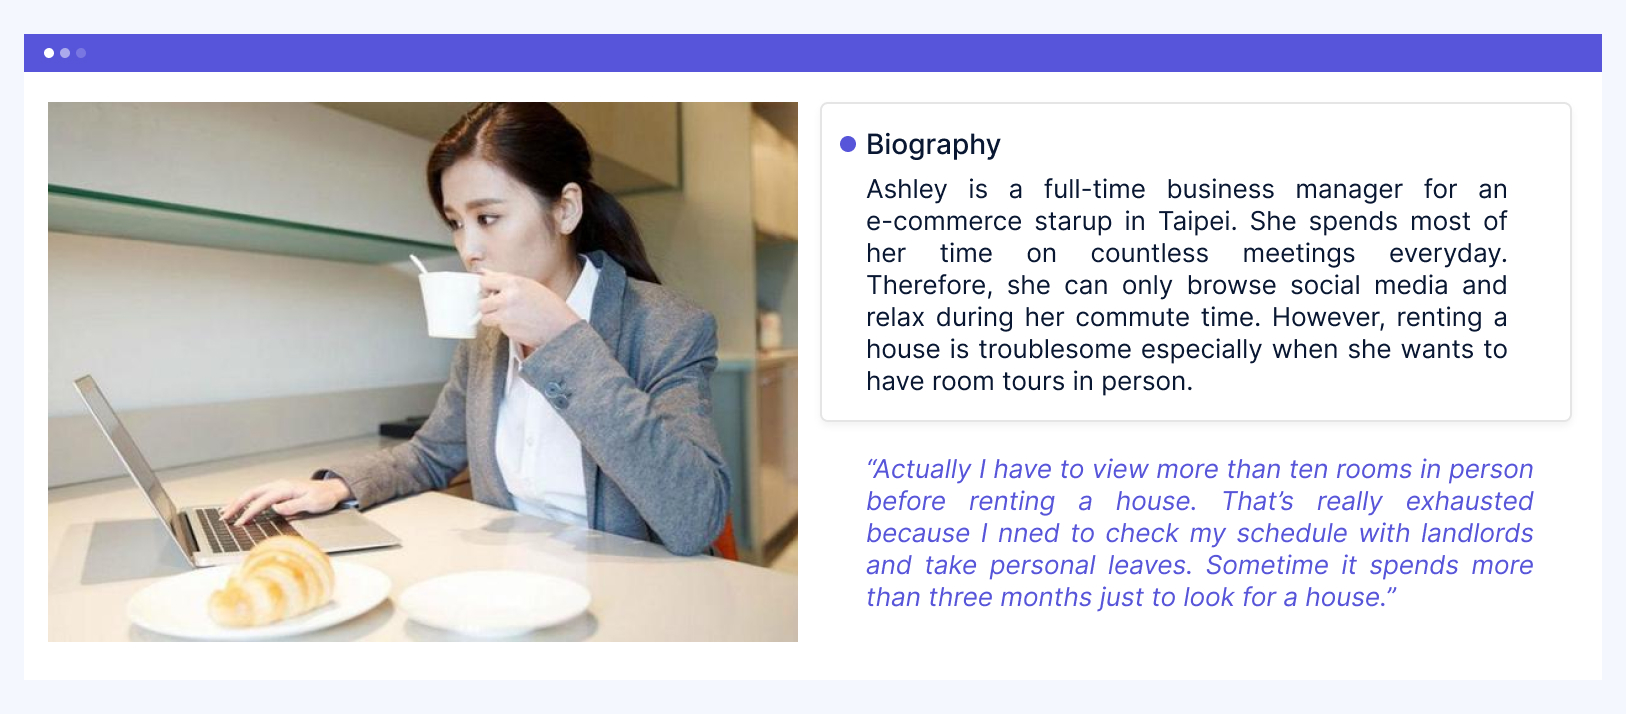 Biography
Ashley is a full-time business manager for an
e-commerce starup in Taipei. She spends most of
her time on countless meetings everyday.
Therefore, she can only browse social media and
relax during her commute time. However, renting a
house is troublesome especially when she wants to
have room tours in person.
“Actually I have to view more than ten rooms in person
before renting a house. That’s really exhausted
because I nned to check my schedule with landlords
and take personal leaves. Sometime it spends more
than three months just to look for a house.”